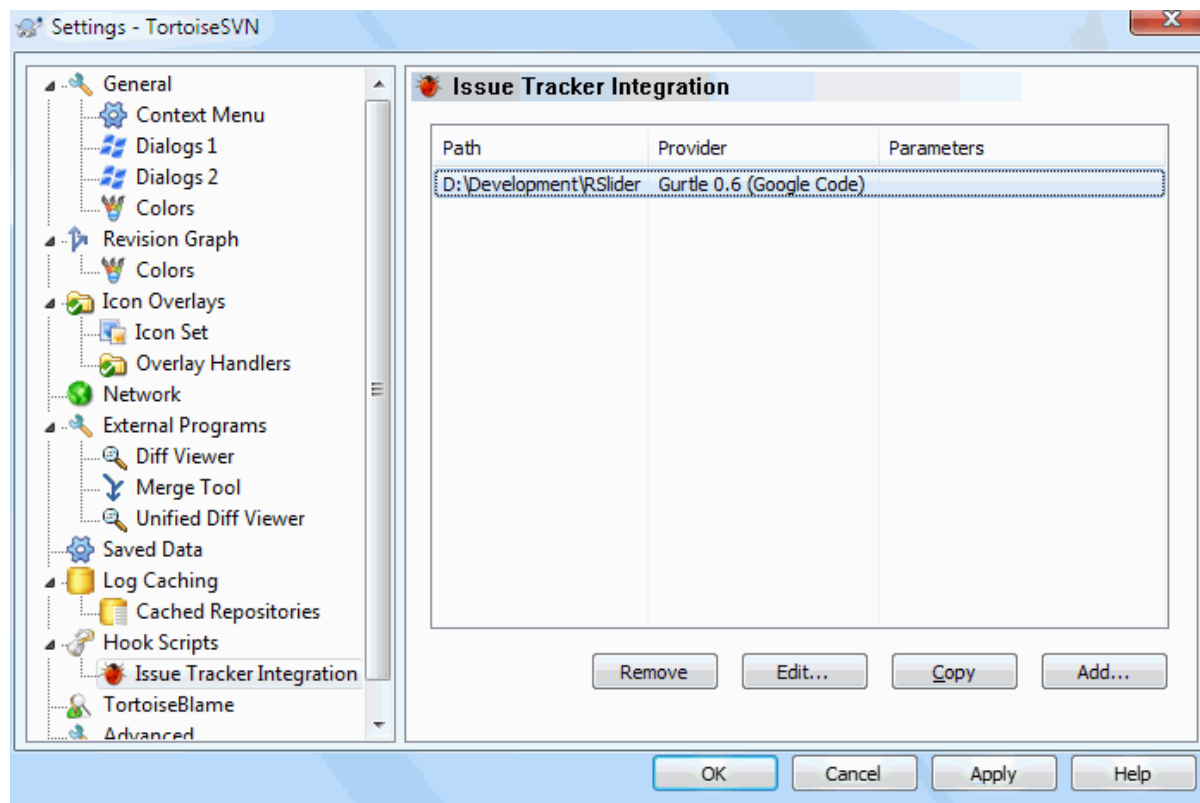 Settings - TortoiseSVN
General
Context Menu
Dialogs 1
Dialogs 2
Colors
Revision Graph
Colors
Icon Overlays
Icon Set
Overlay Handlers
Network
External Programs
Diff Viewer
Merge Tool
Unified Diff Viewer
Saved Data
Log Caching
Cached Repositories
Hook Scripts
Issue Tracker Integration
TortoiseBlame
Advanced
Issue Tracker Integration
Path Provider Parameters
D:\Development\RSlider Gurtle 0.6 (Google Code)
Remove Edit... Copy Add...
OK Cancel Apply Help